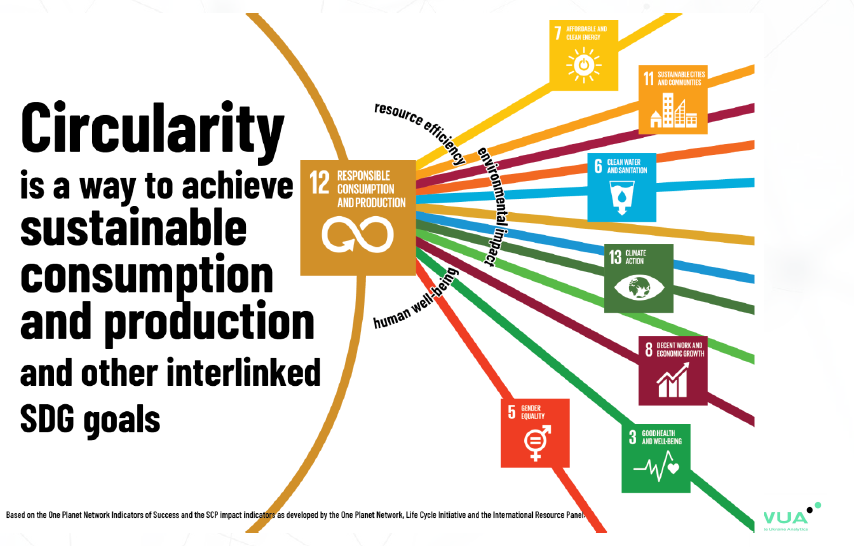 Circularity
is a way to achieve
sustainable
consumption
and production
and other interlinked
SDG goals
12 RESPONSIBLE
CONSUMPTION
AND PRODUCTION
resource efficiency
environmental impact
human well-being
7 AFFORDABLE AND
CLEAN ENERGY
11 SUSTAINABLE CITIES
AND COMMUNITIES
6 CLEAN WATER
AND SANITATION
13 CLIMATE
ACTION
8 DECENT WORK AND
ECONOMIC GROWTH
5 GENDER
EQUALITY
3 GOOD HEALTH
AND WELL-BEING
Based on the One Planet Network Indicators of Success and the SCP impact indicators as developed by the One Planet Network, Life Cycle Initiative and the International Resource Panel.
VUA